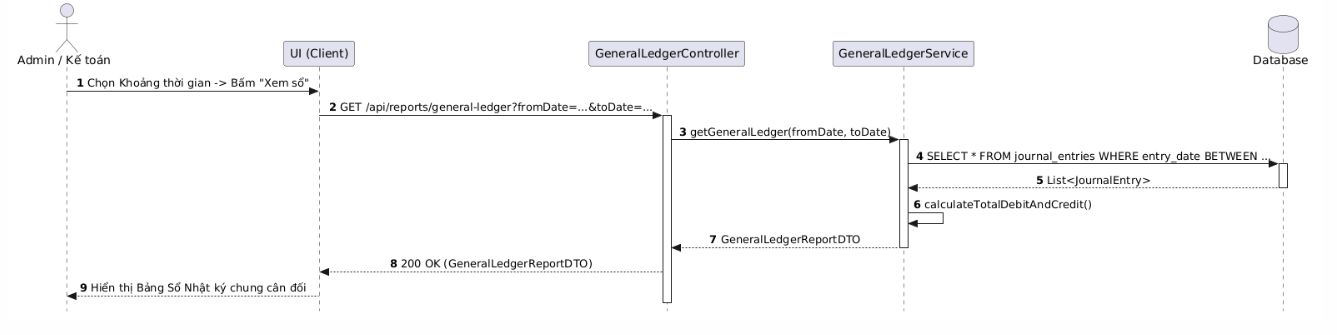 Admin / Kế toán
UI (Client)
GeneralLedgerController
GeneralLedgerService
Database
1 Chọn Khoảng thời gian -> Bấm "Xem sổ"
2 GET /api/reports/general-ledger?fromDate=...&toDate=...
3 getGeneralLedger(fromDate, toDate)
4 SELECT * FROM journal_entries WHERE entry_date BETWEEN ...
5 List<JournalEntry>
6 calculateTotalDebitAndCredit()
7 GeneralLedgerReportDTO
8 200 OK (GeneralLedgerReportDTO)
9 Hiển thị Bảng Sổ Nhật ký chung cân đối